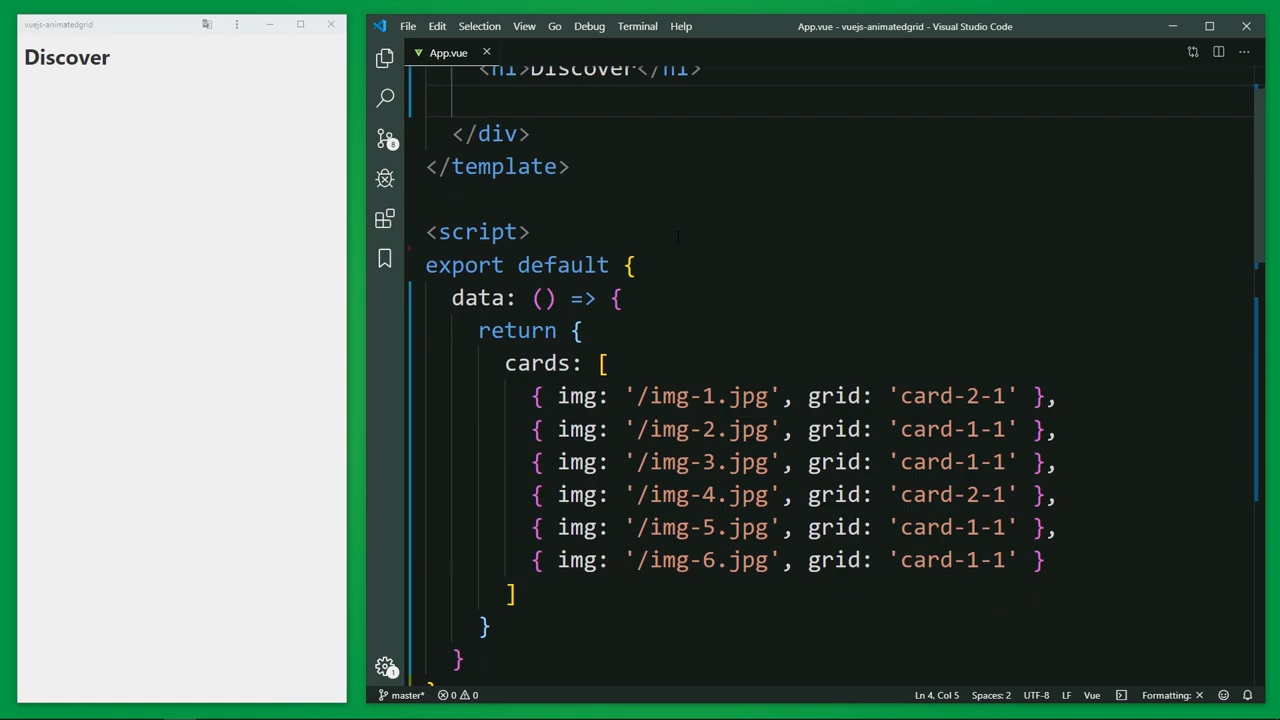 vuejs-animatedgrid
Discover
File Edit Selection View Go Debug Terminal Help
App.vue - vuejs-animatedgrid - Visual Studio Code
App.vue
<h1>Discover</h1>
</div>
</template>
<script>
export default {
data: () => {
return {
cards: [
{ img: '/img-1.jpg', grid: 'card-2-1' },
{ img: '/img-2.jpg', grid: 'card-1-1' },
{ img: '/img-3.jpg', grid: 'card-1-1' },
{ img: '/img-4.jpg', grid: 'card-2-1' },
{ img: '/img-5.jpg', grid: 'card-1-1' },
{ img: '/img-6.jpg', grid: 'card-1-1' }
]
}
}
}
8
1
master* 0 0 Ln 4, Col 5 Spaces: 2 UTF-8 LF Vue Formatting: ×